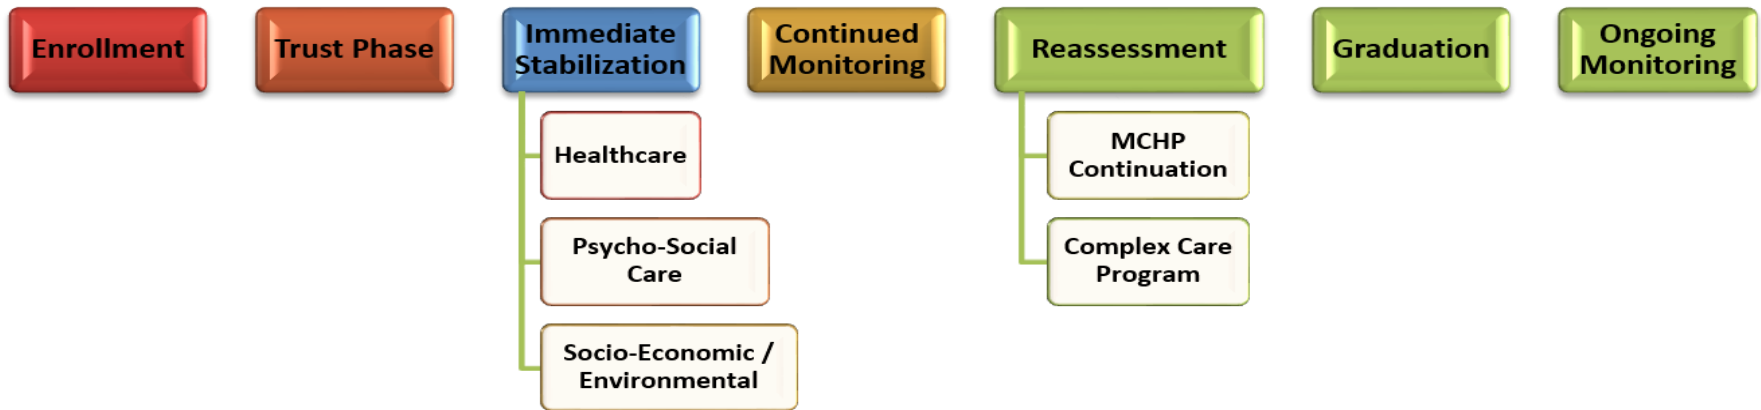 Enrollment
Trust Phase
Immediate
Stabilization
Continued
Monitoring
Reassessment
Graduation
Ongoing
Monitoring
Healthcare
Psycho-Social
Care
Socio-Economic /
Environmental
MCHP
Continuation
Complex Care
Program